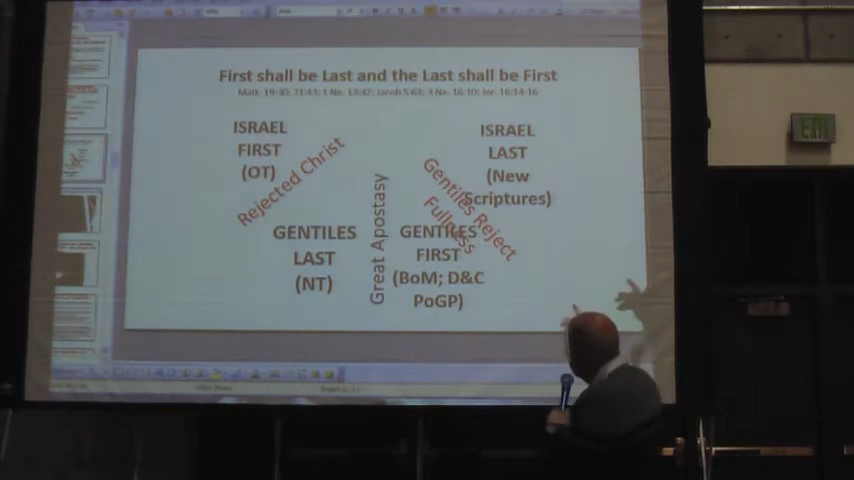 First shall be Last and the Last shall be First
Matt. 19:30; 21:44; 1 Ne. 13:42; Jacob 5:63; 3 Ne. 16:10; Jer. 16:14-16
ISRAEL
FIRST
(OT)
Rejected Christ
GENTILES
LAST
(NT)
Great Apostasy
GENTILES
FIRST
(BoM; D&C
PoGP)
Gentiles Reject
Fullness
ISRAEL
LAST
(New
Scriptures)
EXIT